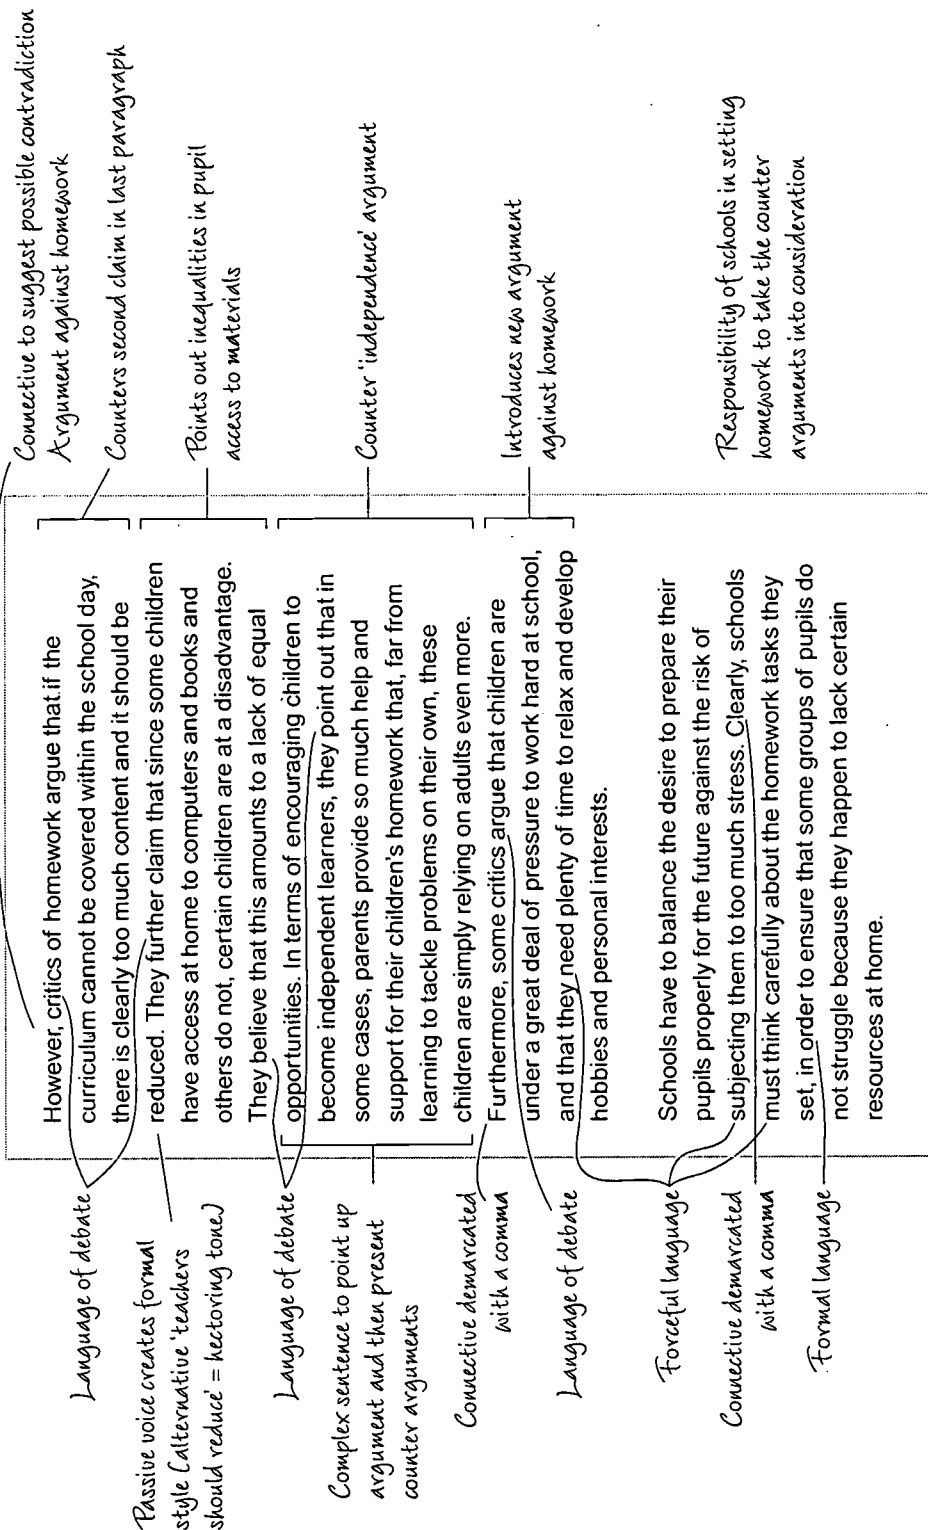 Connective to suggest possible contradiction
Argument against homework
Counters second claim in last paragraph
Points out inequalities in pupil
access to materials
Counter 'independence' argument
Introduces new argument
against homework
Responsibility of schools in setting
homework to take the counter
arguments into consideration
However, critics of homework argue that if the
curriculum cannot be covered within the school day,
there is clearly too much content and it should be
reduced. They further claim that since some children
have access at home to computers and books and
others do not, certain children are at a disadvantage.
They believe that this amounts to a lack of equal
opportunities. In terms of encouraging children to
become independent learners, they point out that in
some cases, parents provide so much help and
support for their children's homework that, far from
learning to tackle problems on their own, these
children are simply relying on adults even more.
Furthermore, some critics argue that children are
under a great deal of pressure to work hard at school,
and that they need plenty of time to relax and develop
hobbies and personal interests.
Schools have to balance the desire to prepare their
pupils properly for the future against the risk of
subjecting them to too much stress. Clearly, schools
must think carefully about the homework tasks they
set, in order to ensure that some groups of pupils do
not struggle because they happen to lack certain
resources at home.
Language of debate
Passive voice creates formal
style (alternative 'teachers
should reduce' = hectoring tone)
Language of debate
Complex sentence to point up
argument and then present
counter arguments
Connective demarcated
with a comma
Language of debate
Forceful language
Connective demarcated
with a comma
Formal language